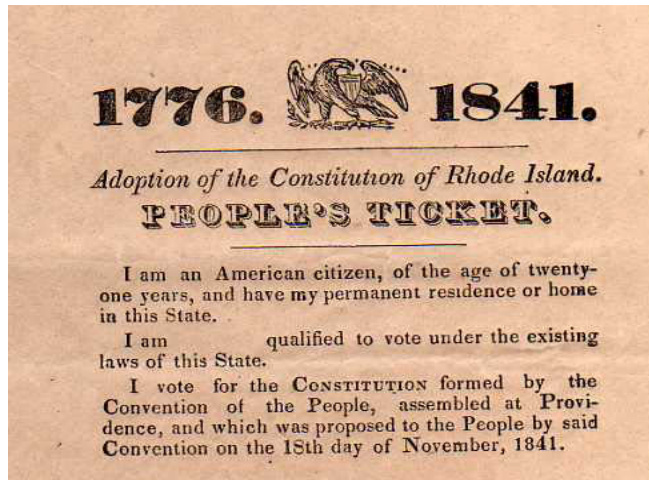 1776. 1841.
Adoption of the Constitution of Rhode Island.
PEOPLE'S TICKET.
I am an American citizen, of the age of twenty-
one years, and have my permanent residence or home
in this State.
I am qualified to vote under the existing
laws of this State.
I vote for the CONSTITUTION formed by the
Convention of the People, assembled at Provi-
dence, and which was proposed to the People by said
Convention on the 18th day of November, 1841.